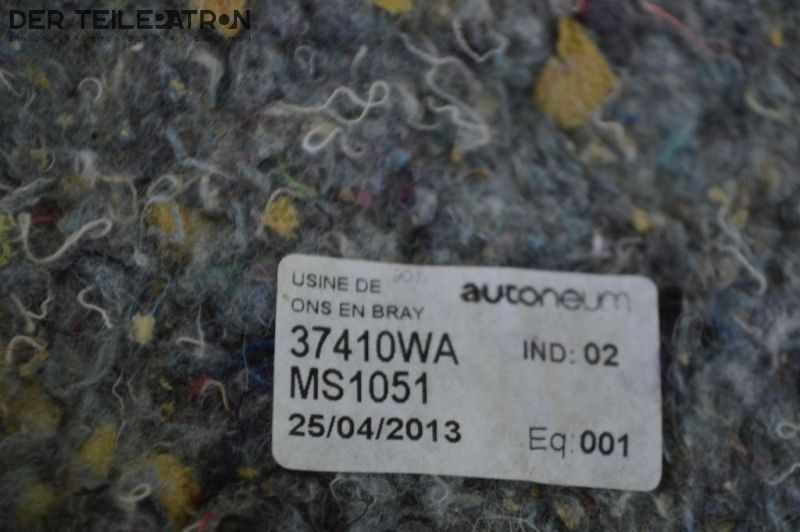 DER TEILEPATRON
USINE DE
ONS EN BRAY
autoneum
37410WA
IND: 02
MS1051
25/04/2013
Eq: 001